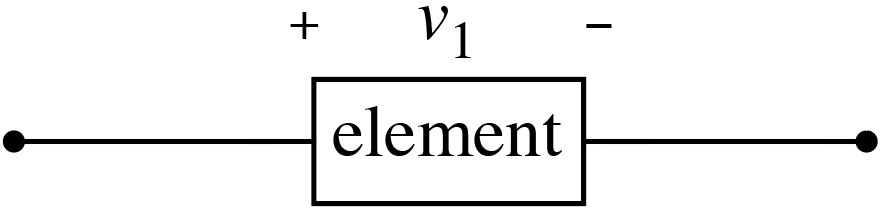 + v₁ −
element